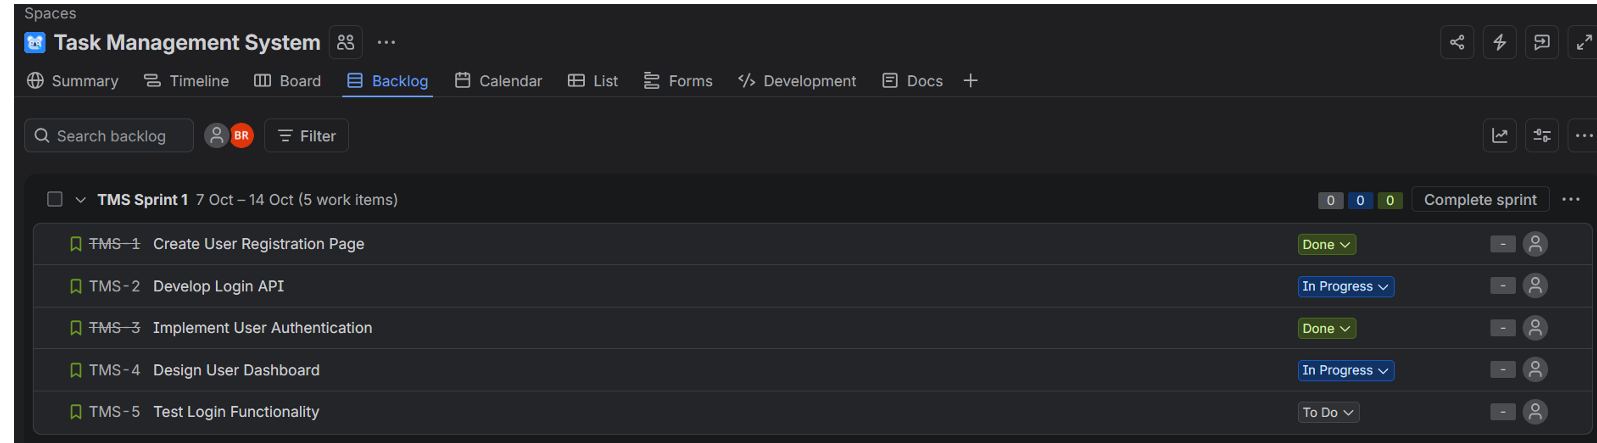 Spaces
Task Management System
Summary Timeline Board Backlog Calendar List Forms Development Docs
Search backlog BR Filter
TMS Sprint 1 7 Oct – 14 Oct (5 work items) 0 0 0 Complete sprint
TMS-1 Create User Registration Page Done -
TMS-2 Develop Login API In Progress -
TMS-3 Implement User Authentication Done -
TMS-4 Design User Dashboard In Progress -
TMS-5 Test Login Functionality To Do -